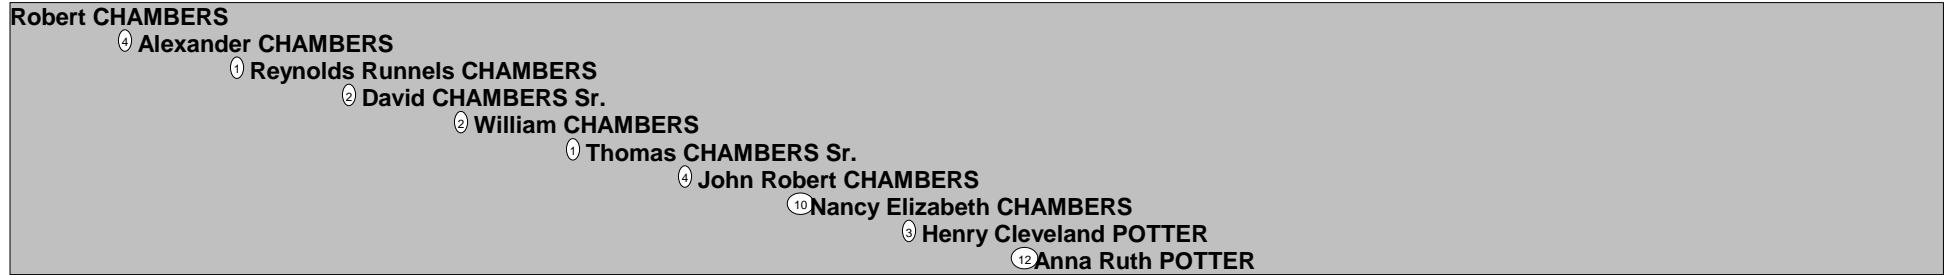 Robert CHAMBERS
4 Alexander CHAMBERS
1 Reynolds Runnels CHAMBERS
2 David CHAMBERS Sr.
2 William CHAMBERS
1 Thomas CHAMBERS Sr.
4 John Robert CHAMBERS
10 Nancy Elizabeth CHAMBERS
3 Henry Cleveland POTTER
12 Anna Ruth POTTER